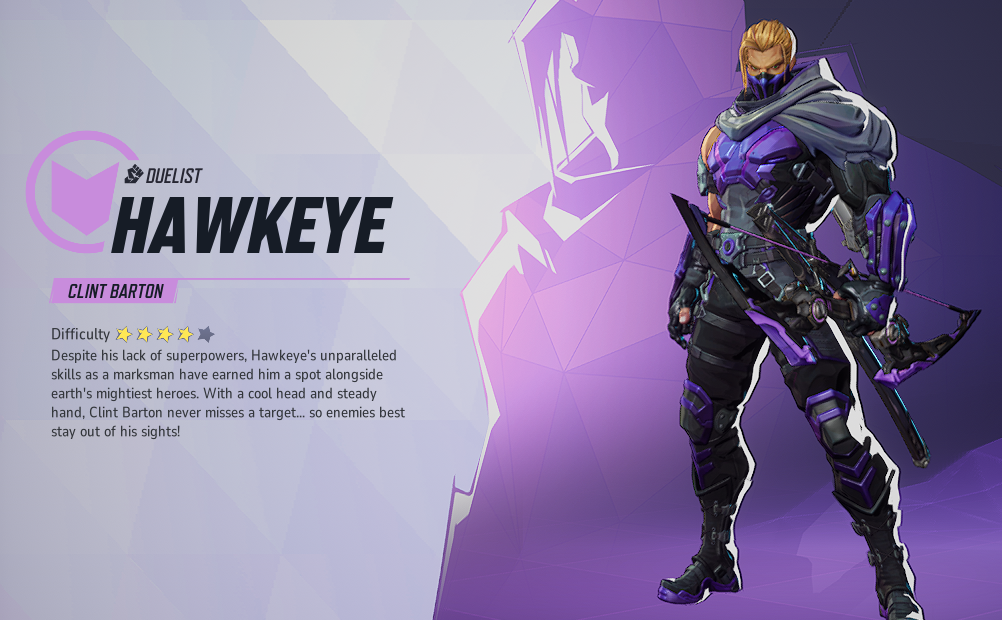 DUELIST
HAWKEYE
CLINT BARTON
Difficulty
Despite his lack of superpowers, Hawkeye's unparalleled
skills as a marksman have earned him a spot alongside
earth's mightiest heroes. With a cool head and steady
hand, Clint Barton never misses a target... so enemies best
stay out of his sights!